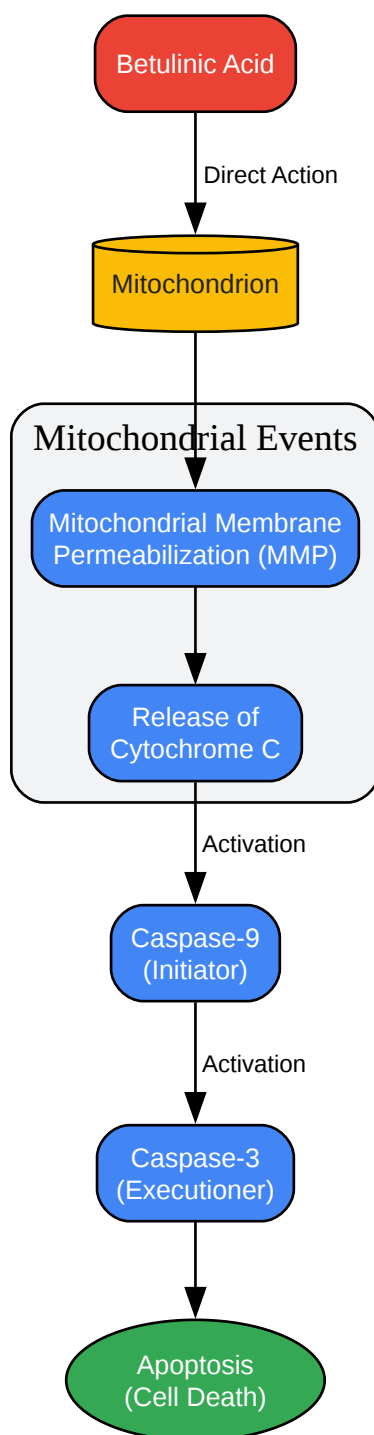 Betulinic Acid
Direct Action
Mitochondrion
Mitochondrial Events
Mitochondrial Membrane
Permeabilization (MMP)
Release of
Cytochrome C
Activation
Caspase-9
(Initiator)
Activation
Caspase-3
(Executioner)
Apoptosis
(Cell Death)